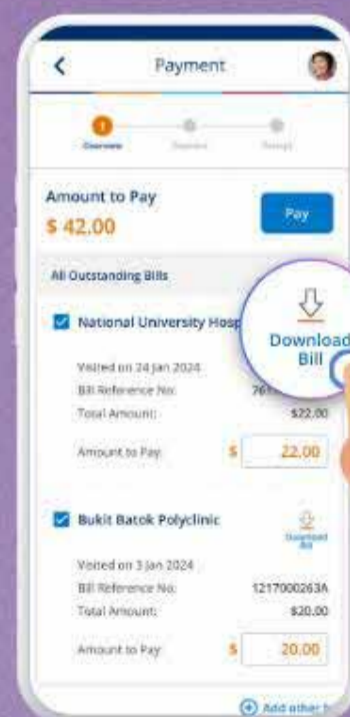 Payment
1
Overview
Payment
Receipt
Amount to Pay
$ 42.00
Pay
All Outstanding Bills
National University Hosp
Download
Bill
Visited on 24 Jan 2024
Bill Reference No:
Total Amount: $22.00
Amount to Pay: $ 22.00
Bukit Batok Polyclinic
Download
Bill
Visited on 3 Jan 2024
Bill Reference No: 1217000263A
Total Amount: $20.00
Amount to Pay: $ 20.00
Add other